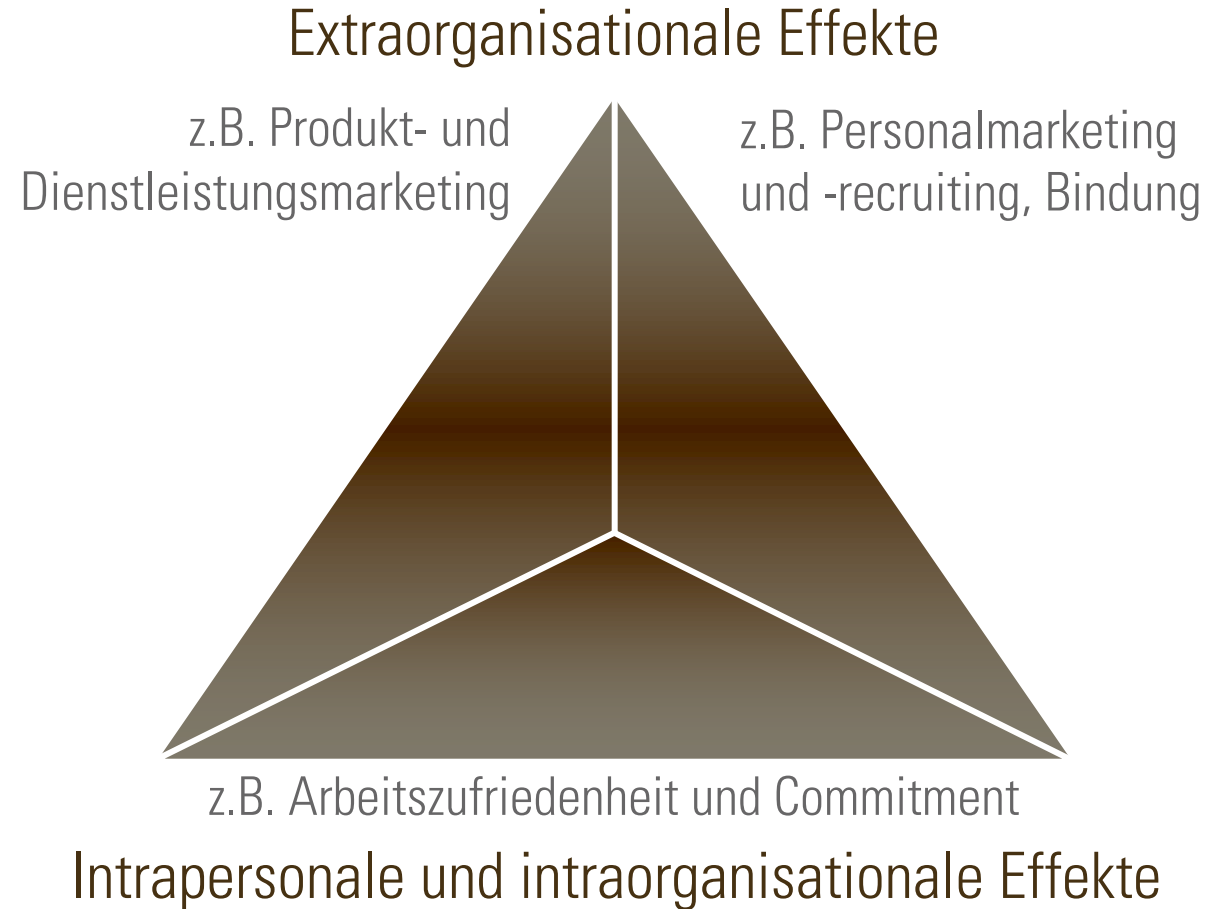 Extraorganisationale Effekte
z.B. Produkt- und
Dienstleistungsmarketing
z.B. Personalmarketing
und -recruiting, Bindung
z.B. Arbeitszufriedenheit und Commitment
Intrapersonale und intraorganisationale Effekte